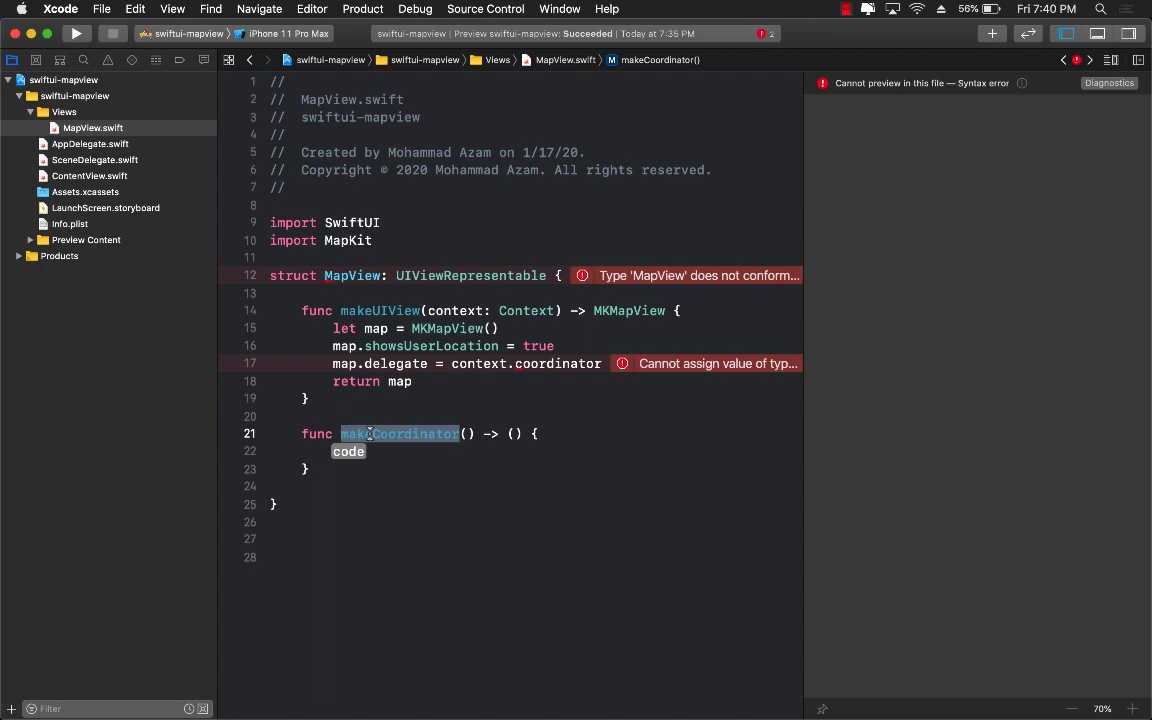 Xcode File Edit View Find Navigate Editor Product Debug Source Control Window Help 56% Fri 7:40 PM
swiftui-mapview iPhone 11 Pro Max swiftui-mapview | Preview swiftui-mapview: Succeeded | Today at 7:35 PM 2
swiftui-mapview swiftui-mapview Views MapView.swift M makeCoordinator()
swiftui-mapview
swiftui-mapview
Views
MapView.swift
AppDelegate.swift
SceneDelegate.swift
ContentView.swift
Assets.xcassets
LaunchScreen.storyboard
Info.plist
Preview Content
Products
Filter
1 //
2 // MapView.swift
3 // swiftui-mapview
4 //
5 // Created by Mohammad Azam on 1/17/20.
6 // Copyright © 2020 Mohammad Azam. All rights reserved.
7 //
8
9 import SwiftUI
10 import MapKit
11
12 struct MapView: UIViewRepresentable { Type 'MapView' does not conform...
13
14 func makeUIView(context: Context) -> MKMapView {
15 let map = MKMapView()
16 map.showsUserLocation = true
17 map.delegate = context.coordinator Cannot assign value of typ...
18 return map
19 }
20
21 func makeCoordinator() -> () {
22 code
23 }
24
25 }
26
27
28
Cannot preview in this file — Syntax error Diagnostics
70%